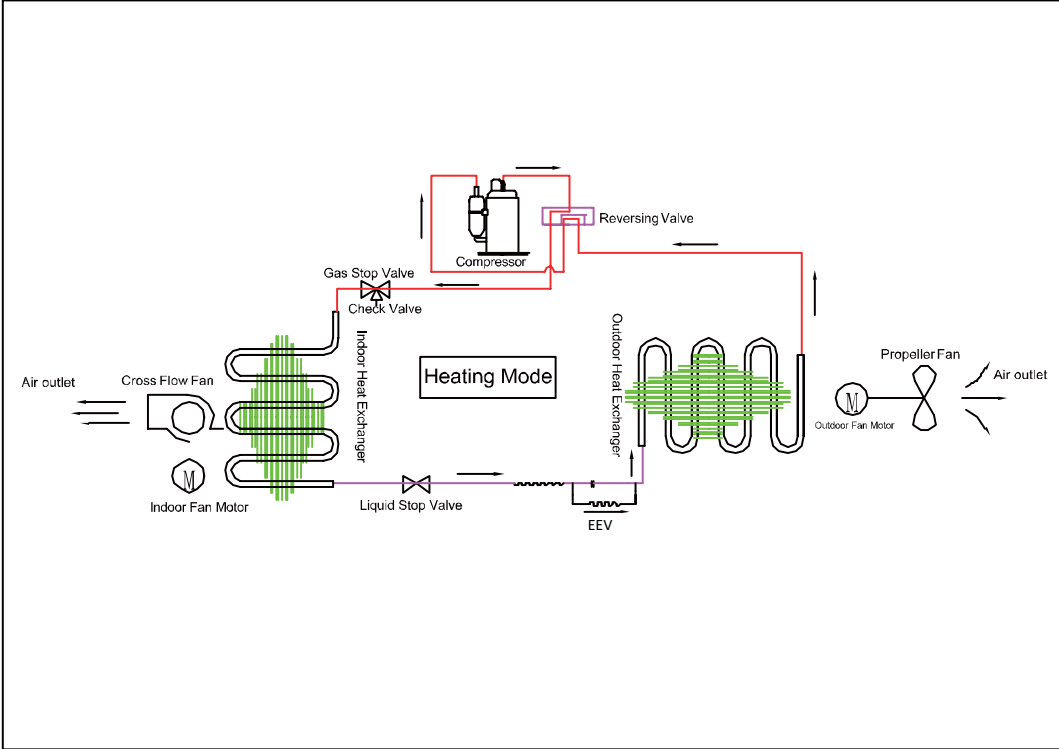 Reversing Valve
Compressor
Gas Stop Valve
Check Valve
Indoor Heat Exchanger
Outdoor Heat Exchanger
Heating Mode
Propeller Fan
Air outlet
Cross Flow Fan
Air outlet
M
Outdoor Fan Motor
M
Indoor Fan Motor
Liquid Stop Valve
EEV